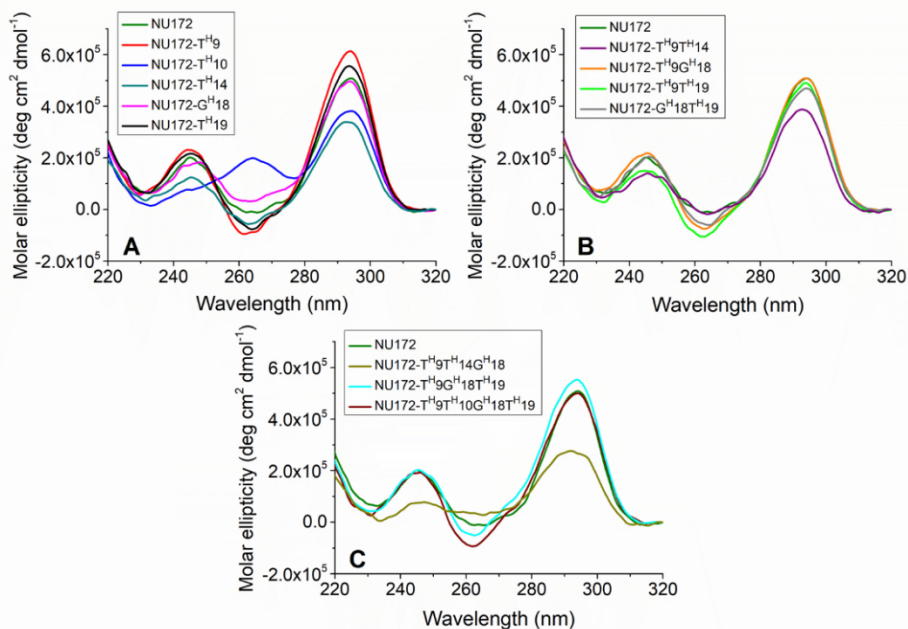 NU172
NU172-Tᴴ9
NU172-Tᴴ10
NU172-Tᴴ14
NU172-Gᴴ18
NU172-Tᴴ19
6.0x10⁵
4.0x10⁵
2.0x10⁵
0.0
-2.0x10⁵
Molar ellipticity (deg cm² dmol⁻¹)
A
220 240 260 280 300 320
Wavelength (nm)
NU172
NU172-Tᴴ9Tᴴ14
NU172-Tᴴ9Gᴴ18
NU172-Tᴴ9Tᴴ19
NU172-Gᴴ18Tᴴ19
6.0x10⁵
4.0x10⁵
2.0x10⁵
0.0
-2.0x10⁵
Molar ellipticity (deg cm² dmol⁻¹)
B
220 240 260 280 300 320
Wavelength (nm)
NU172
NU172-Tᴴ9Tᴴ14Gᴴ18
NU172-Tᴴ9Gᴴ18Tᴴ19
NU172-Tᴴ9Tᴴ10Gᴴ18Tᴴ19
6.0x10⁵
4.0x10⁵
2.0x10⁵
0.0
-2.0x10⁵
Molar ellipticity (deg cm² dmol⁻¹)
C
220 240 260 280 300 320
Wavelength (nm)